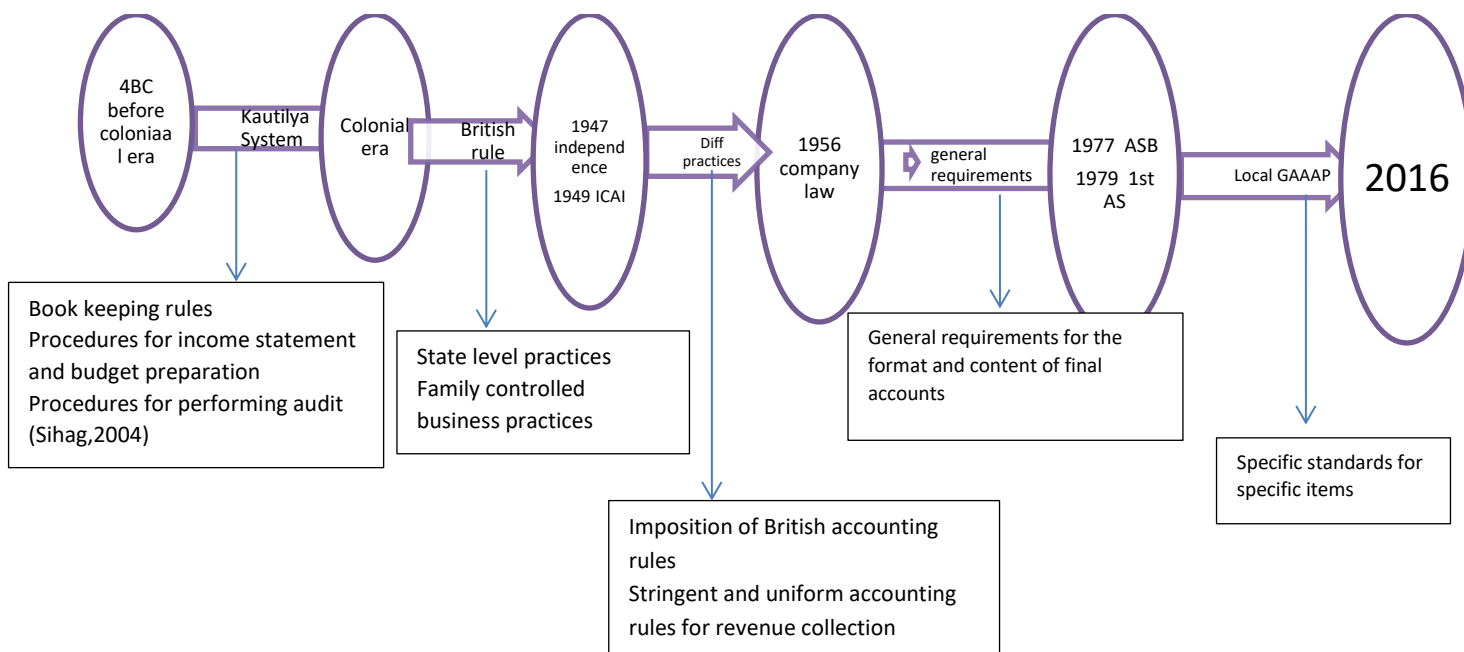 4BC
before
coloniaa
l era
Kautilya
System
Colonial
era
British
rule
1947
independ
ence
1949 ICAI
Diff
practices
1956
company
law
general
requirements
1977 ASB
1979 1st
AS
Local GAAAP
2016
Book keeping rules
Procedures for income statement
and budget preparation
Procedures for performing audit
(Sihag,2004)
State level practices
Family controlled
business practices
Imposition of British accounting
rules
Stringent and uniform accounting
rules for revenue collection
General requirements for the
format and content of final
accounts
Specific standards for
specific items